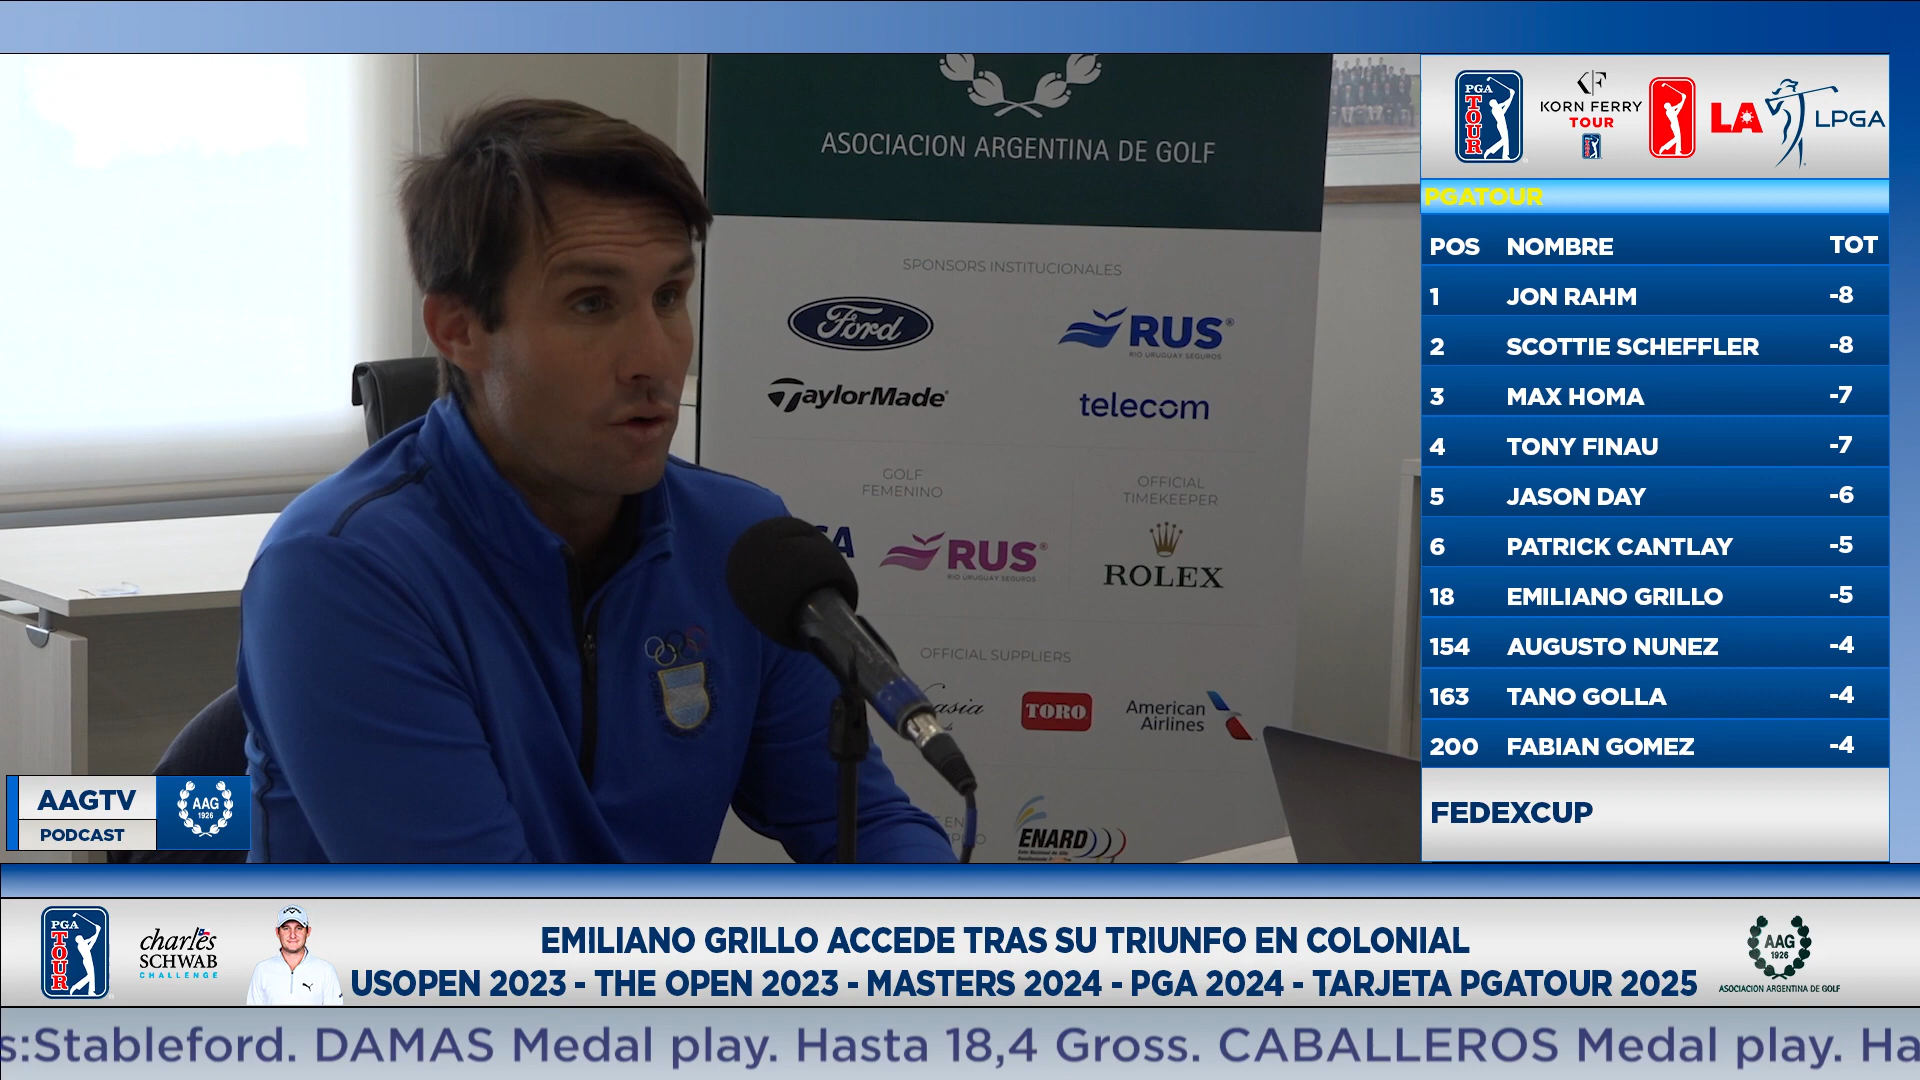 ASOCIACION ARGENTINA DE GOLF
SPONSORS INSTITUCIONALES
Ford
RUS
RIO URUGUAY SEGUROS
TaylorMade
telecom
GOLF
FEMENINO
OFFICIAL
TIMEKEEPER
RUS
RIO URUGUAY SEGUROS
ROLEX
OFFICIAL SUPPLIERS
TORO
American
Airlines
ENARD
AAGTV
PODCAST
AAG
1926
PGA
TOUR
KORN FERRY
TOUR
LA
LPGA
PGATOUR
POS NOMBRE TOT
1 JON RAHM -8
2 SCOTTIE SCHEFFLER -8
3 MAX HOMA -7
4 TONY FINAU -7
5 JASON DAY -6
6 PATRICK CANTLAY -5
18 EMILIANO GRILLO -5
154 AUGUSTO NUNEZ -4
163 TANO GOLLA -4
200 FABIAN GOMEZ -4
FEDEXCUP
PGA
TOUR
charles
SCHWAB
CHALLENGE
EMILIANO GRILLO ACCEDE TRAS SU TRIUNFO EN COLONIAL
USOPEN 2023 - THE OPEN 2023 - MASTERS 2024 - PGA 2024 - TARJETA PGATOUR 2025
AAG
1926
ASOCIACION ARGENTINA DE GOLF
s:Stableford. DAMAS Medal play. Hasta 18,4 Gross. CABALLEROS Medal play. Ha